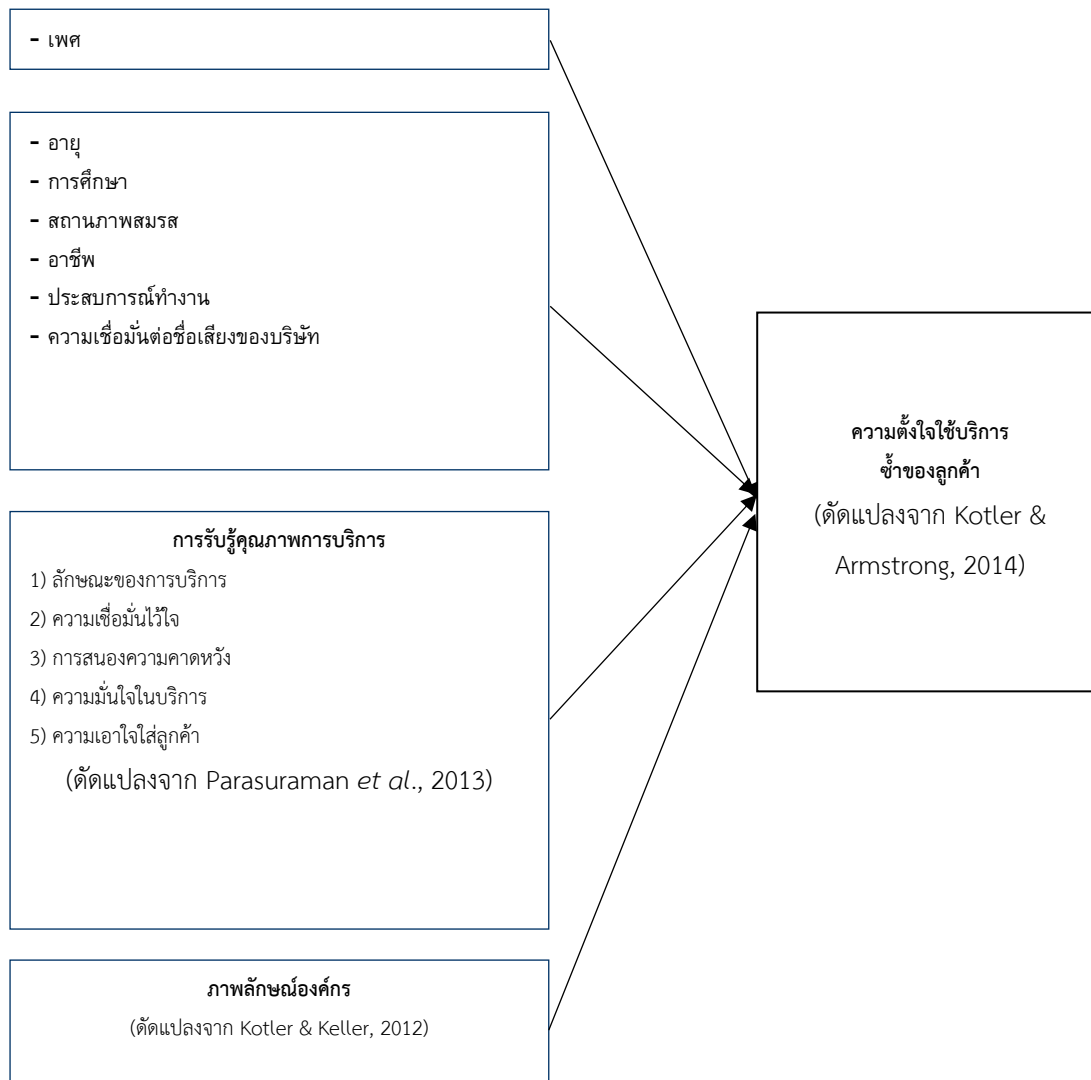 - เพศ
- อายุ
- การศึกษา
- สถานภาพสมรส
- อาชีพ
- ประสบการณ์ทำงาน
- ความเชื่อมั่นต่อชื่อเสียงของบริษัท
การรับรู้คุณภาพการบริการ
1) ลักษณะของการบริการ
2) ความเชื่อมั่นไว้ใจ
3) การสนองความคาดหวัง
4) ความมั่นใจในบริการ
5) ความเอาใจใส่ลูกค้า
(ดัดแปลงจาก Parasuraman et al., 2013)
ภาพลักษณ์องค์กร
(ดัดแปลงจาก Kotler & Keller, 2012)
ความตั้งใจใช้บริการ
ซ้ำของลูกค้า
(ดัดแปลงจาก Kotler &
Armstrong, 2014)